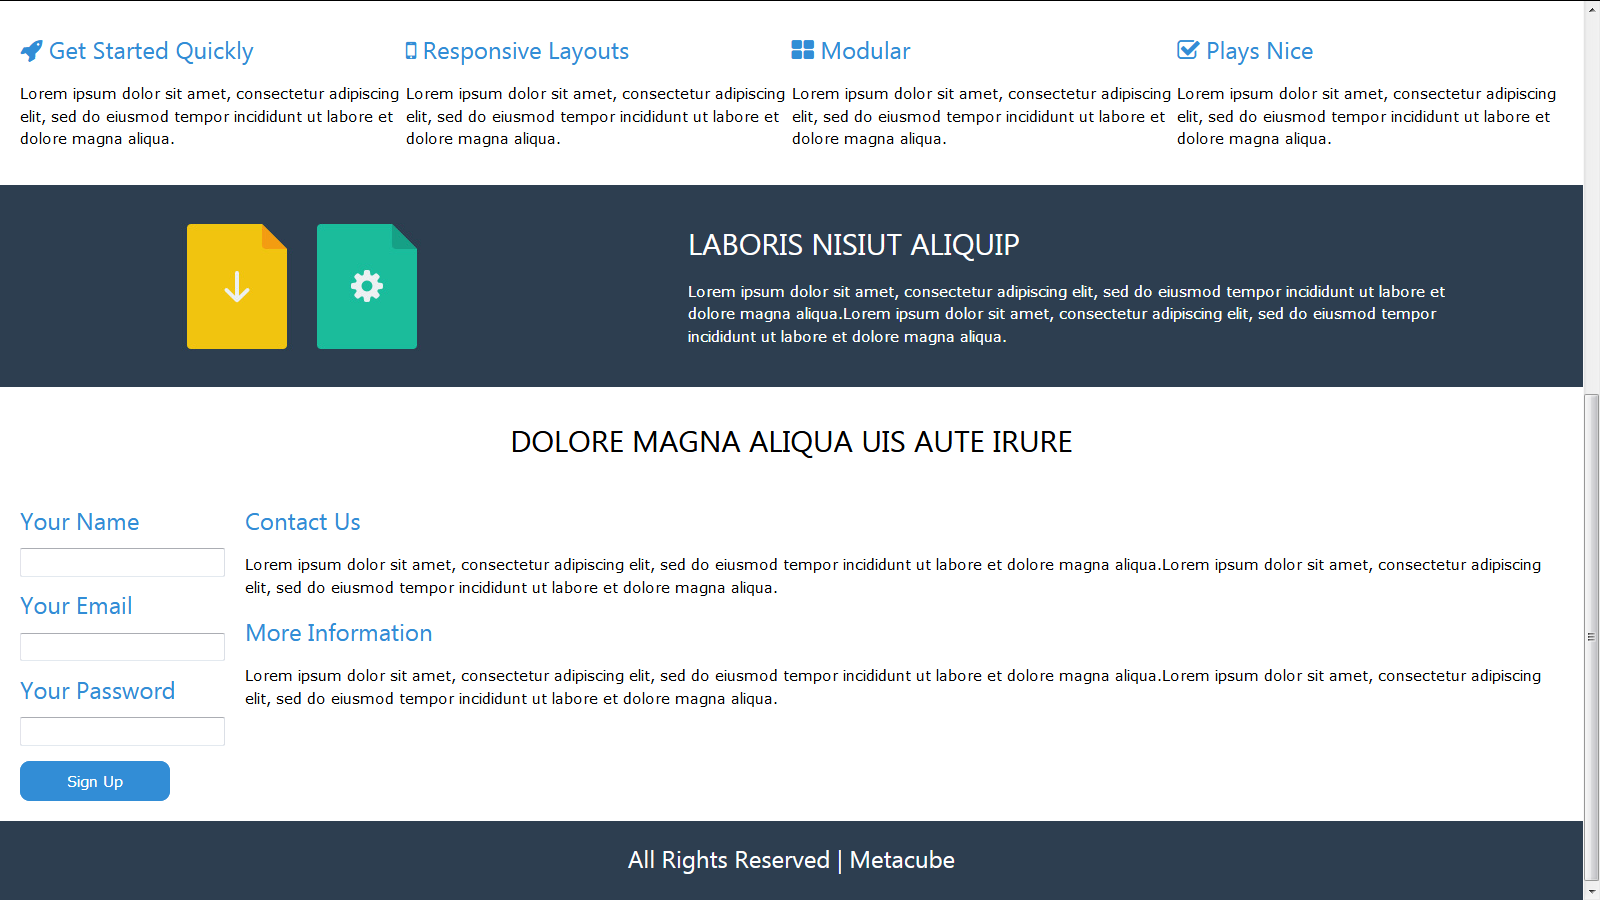 Get Started Quickly
Lorem ipsum dolor sit amet, consectetur adipiscing
elit, sed do eiusmod tempor incididunt ut labore et
dolore magna aliqua.
Responsive Layouts
Lorem ipsum dolor sit amet, consectetur adipiscing
elit, sed do eiusmod tempor incididunt ut labore et
dolore magna aliqua.
Modular
Lorem ipsum dolor sit amet, consectetur adipiscing
elit, sed do eiusmod tempor incididunt ut labore et
dolore magna aliqua.
Plays Nice
Lorem ipsum dolor sit amet, consectetur adipiscing
elit, sed do eiusmod tempor incididunt ut labore et
dolore magna aliqua.
LABORIS NISIUT ALIQUIP
Lorem ipsum dolor sit amet, consectetur adipiscing elit, sed do eiusmod tempor incididunt ut labore et
dolore magna aliqua.Lorem ipsum dolor sit amet, consectetur adipiscing elit, sed do eiusmod tempor
incididunt ut labore et dolore magna aliqua.
DOLORE MAGNA ALIQUA UIS AUTE IRURE
Your Name
Your Email
Your Password
Sign Up
Contact Us
Lorem ipsum dolor sit amet, consectetur adipiscing elit, sed do eiusmod tempor incididunt ut labore et dolore magna aliqua.Lorem ipsum dolor sit amet, consectetur adipiscing
elit, sed do eiusmod tempor incididunt ut labore et dolore magna aliqua.
More Information
Lorem ipsum dolor sit amet, consectetur adipiscing elit, sed do eiusmod tempor incididunt ut labore et dolore magna aliqua.Lorem ipsum dolor sit amet, consectetur adipiscing
elit, sed do eiusmod tempor incididunt ut labore et dolore magna aliqua.
All Rights Reserved | Metacube